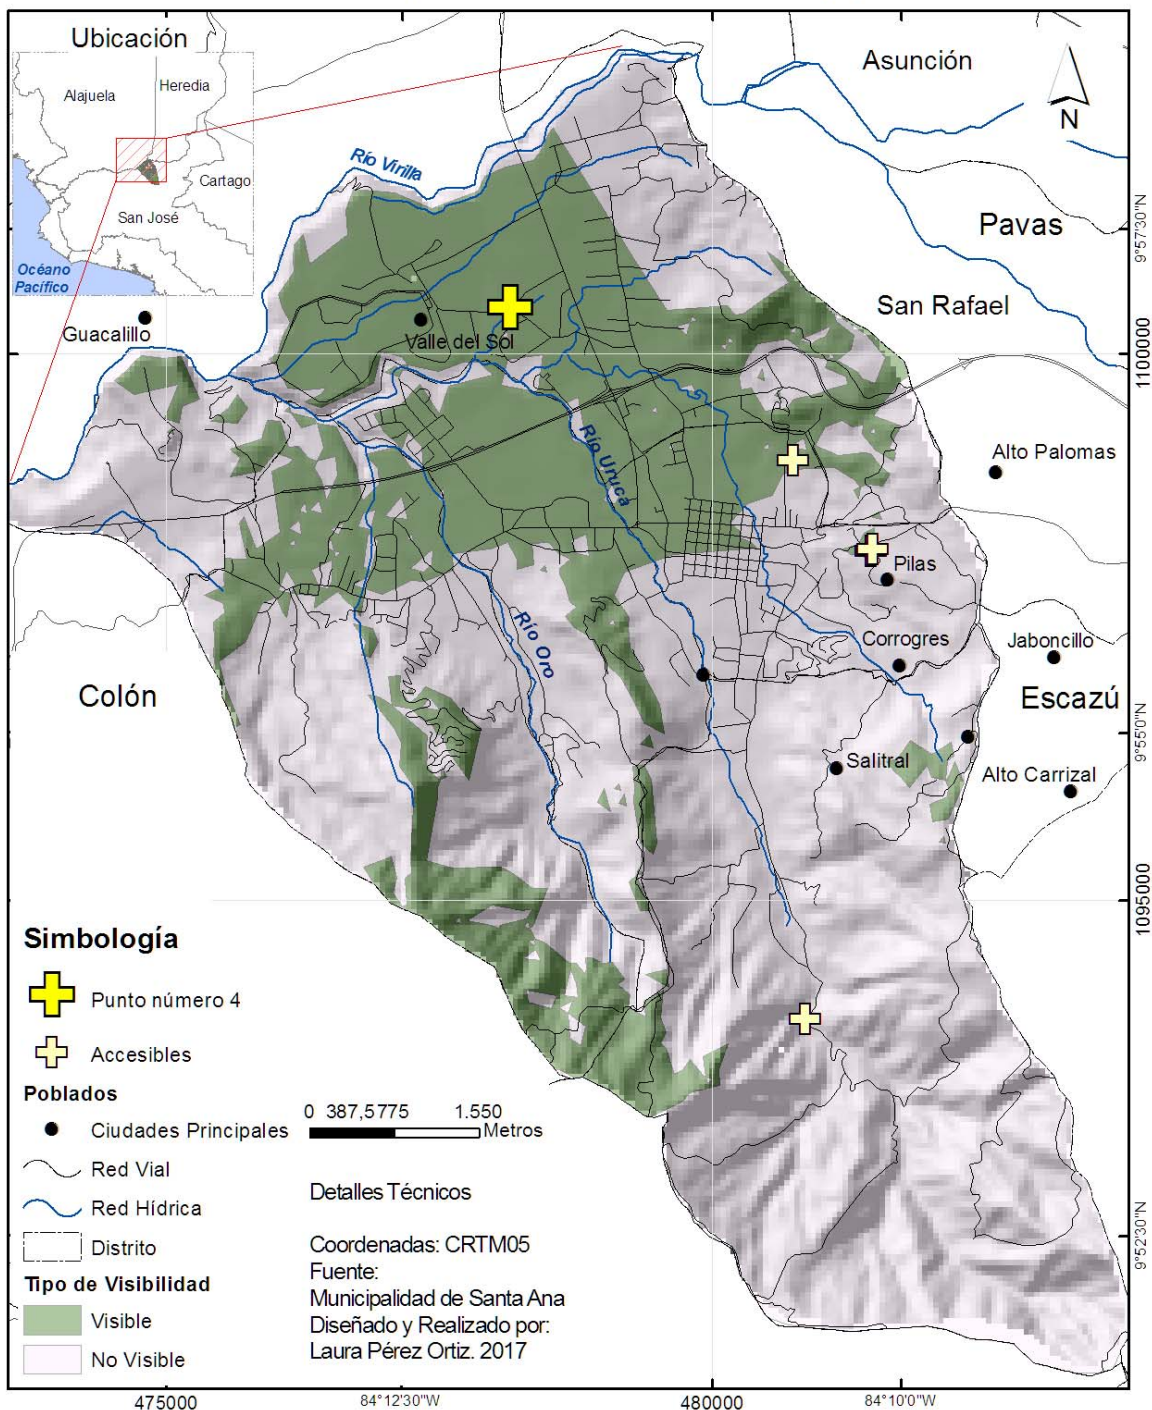 Ubicación
Heredia
Alajuela
Cartago
San José
Océano
Pacífico
Asunción
N
Río Virilla
Pavas
9°57'30"N
San Rafael
Guacalillo
Valle del Sol
1100000
Río Uruca
Alto Palomas
Pilas
Río Oro
Corrogres
Jaboncillo
Colón
Escazú
9°55'0"N
Salitral
Alto Carrizal
1095000
Simbología
Punto número 4
Accesibles
Poblados
Ciudades Principales
Red Vial
Red Hídrica
Distrito
Tipo de Visibilidad
Visible
No Visible
0 387,5775 1.550
Metros
Detalles Técnicos
Coordenadas: CRTM05
Fuente:
Municipalidad de Santa Ana
Diseñado y Realizado por:
Laura Pérez Ortiz. 2017
9°52'30"N
475000
84°12'30"W
480000
84°10'0"W